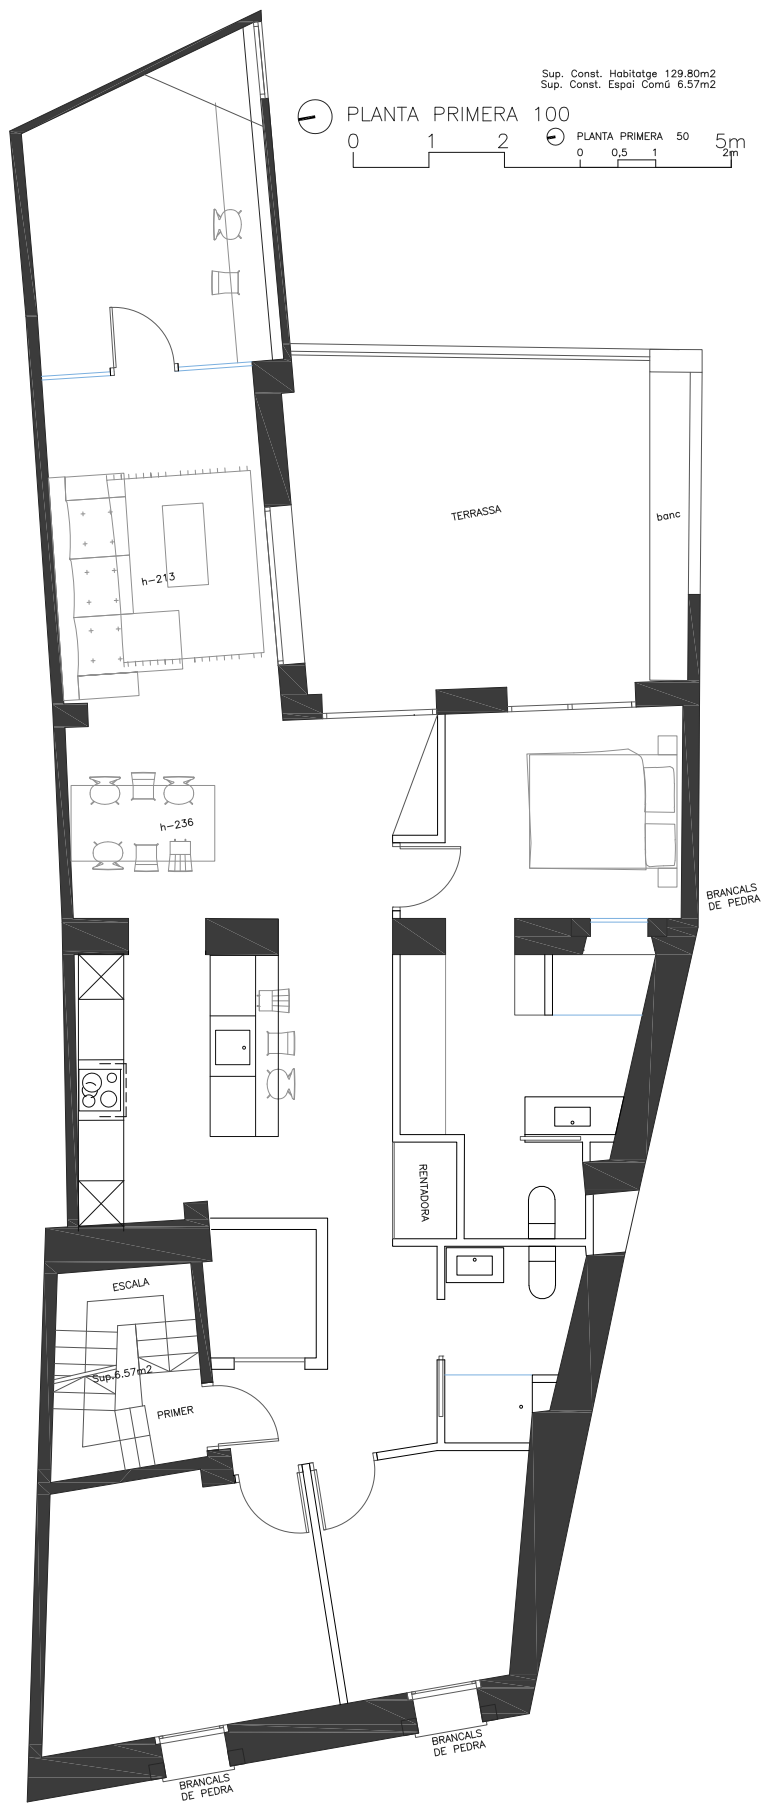 Sup. Const. Habitatge 129.80m2
Sup. Const. Espai Comú 6.57m2
PLANTA PRIMERA 100
PLANTA PRIMERA 50
0 1 2 5m
0 0,5 1 2m
TERRASSA
banc
h-213
h-236
BRANCALS
DE PEDRA
RENTADORA
ESCALA
Sup.6.57m2
PRIMER
BRANCALS
DE PEDRA
BRANCALS
DE PEDRA